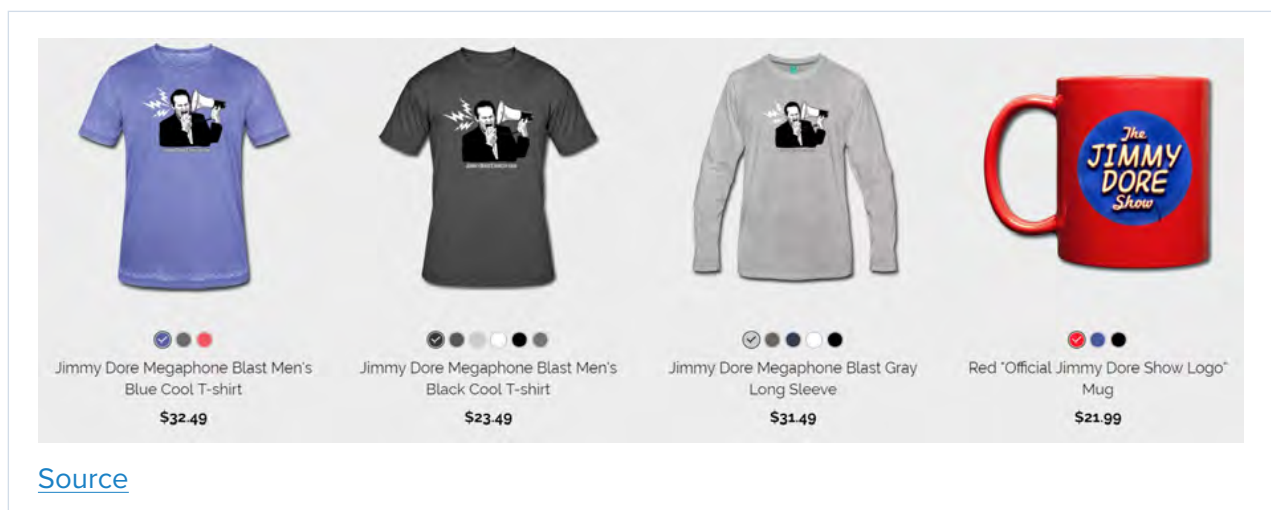 The
JIMMY
DORE
Show
Jimmy Dore Megaphone Blast Men's
Blue Cool T-shirt
$32.49
Jimmy Dore Megaphone Blast Men's
Black Cool T-shirt
$23.49
Jimmy Dore Megaphone Blast Gray
Long Sleeve
$31.49
Red "Official Jimmy Dore Show Logo"
Mug
$21.99
Source